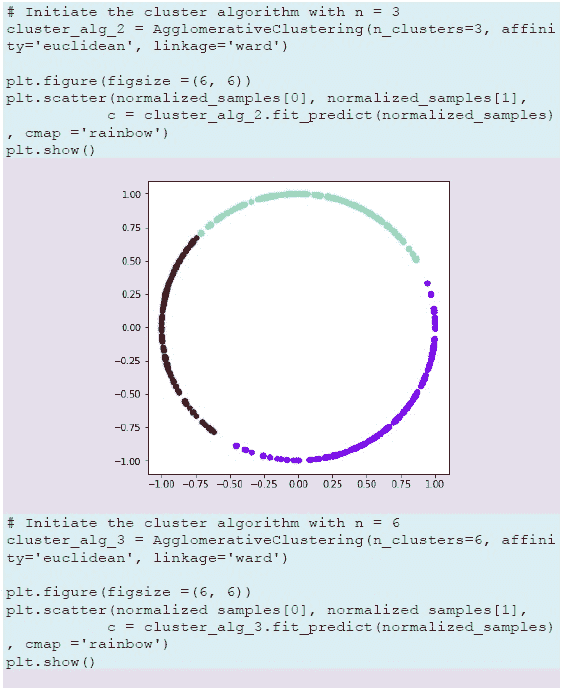 # Initiate the cluster algorithm with n = 3
cluster_alg_2 = AgglomerativeClustering(n_clusters=3, affini
ty='euclidean', linkage='ward')
plt.figure(figsize =(6, 6))
plt.scatter(normalized_samples[0], normalized_samples[1],
c = cluster_alg_2.fit_predict(normalized_samples)
, cmap ='rainbow')
plt.show()
1.00
0.75
0.50
0.25
0.00
−0.25
−0.50
−0.75
−1.00
−1.00 −0.75 −0.50 −0.25 0.00 0.25 0.50 0.75 1.00
# Initiate the cluster algorithm with n = 6
cluster_alg_3 = AgglomerativeClustering(n_clusters=6, affini
ty='euclidean', linkage='ward')
plt.figure(figsize =(6, 6))
plt.scatter(normalized samples[0], normalized samples[1],
c = cluster_alg_3.fit_predict(normalized_samples)
, cmap ='rainbow')
plt.show()